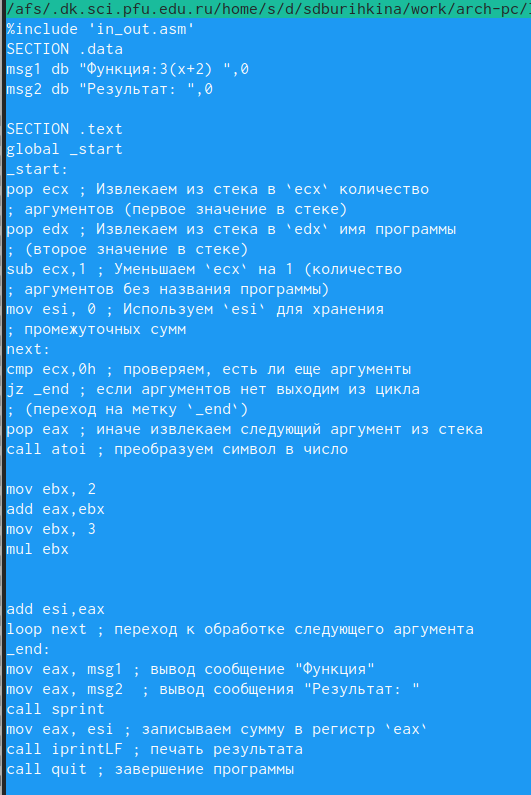 /afs/.dk.sci.pfu.edu.ru/home/s/d/sdburihkina/work/arch-pc/
%include 'in_out.asm'
SECTION .data
msg1 db "Функция:3(x+2) ",0
msg2 db "Результат: ",0
SECTION .text
global _start
_start:
pop ecx ; Извлекаем из стека в `ecx` количество
; аргументов (первое значение в стеке)
pop edx ; Извлекаем из стека в `edx` имя программы
; (второе значение в стеке)
sub ecx,1 ; Уменьшаем `ecx` на 1 (количество
; аргументов без названия программы)
mov esi, 0 ; Используем `esi` для хранения
; промежуточных сумм
next:
cmp ecx,0h ; проверяем, есть ли еще аргументы
jz _end ; если аргументов нет выходим из цикла
; (переход на метку `_end`)
pop eax ; иначе извлекаем следующий аргумент из стека
call atoi ; преобразуем символ в число
mov ebx, 2
add eax,ebx
mov ebx, 3
mul ebx
add esi,eax
loop next ; переход к обработке следующего аргумента
_end:
mov eax, msg1 ; вывод сообщение "Функция"
mov eax, msg2  ; вывод сообщения "Результат: "
call sprint
mov eax, esi ; записываем сумму в регистр `eax`
call iprintLF ; печать результата
call quit ; завершение программы